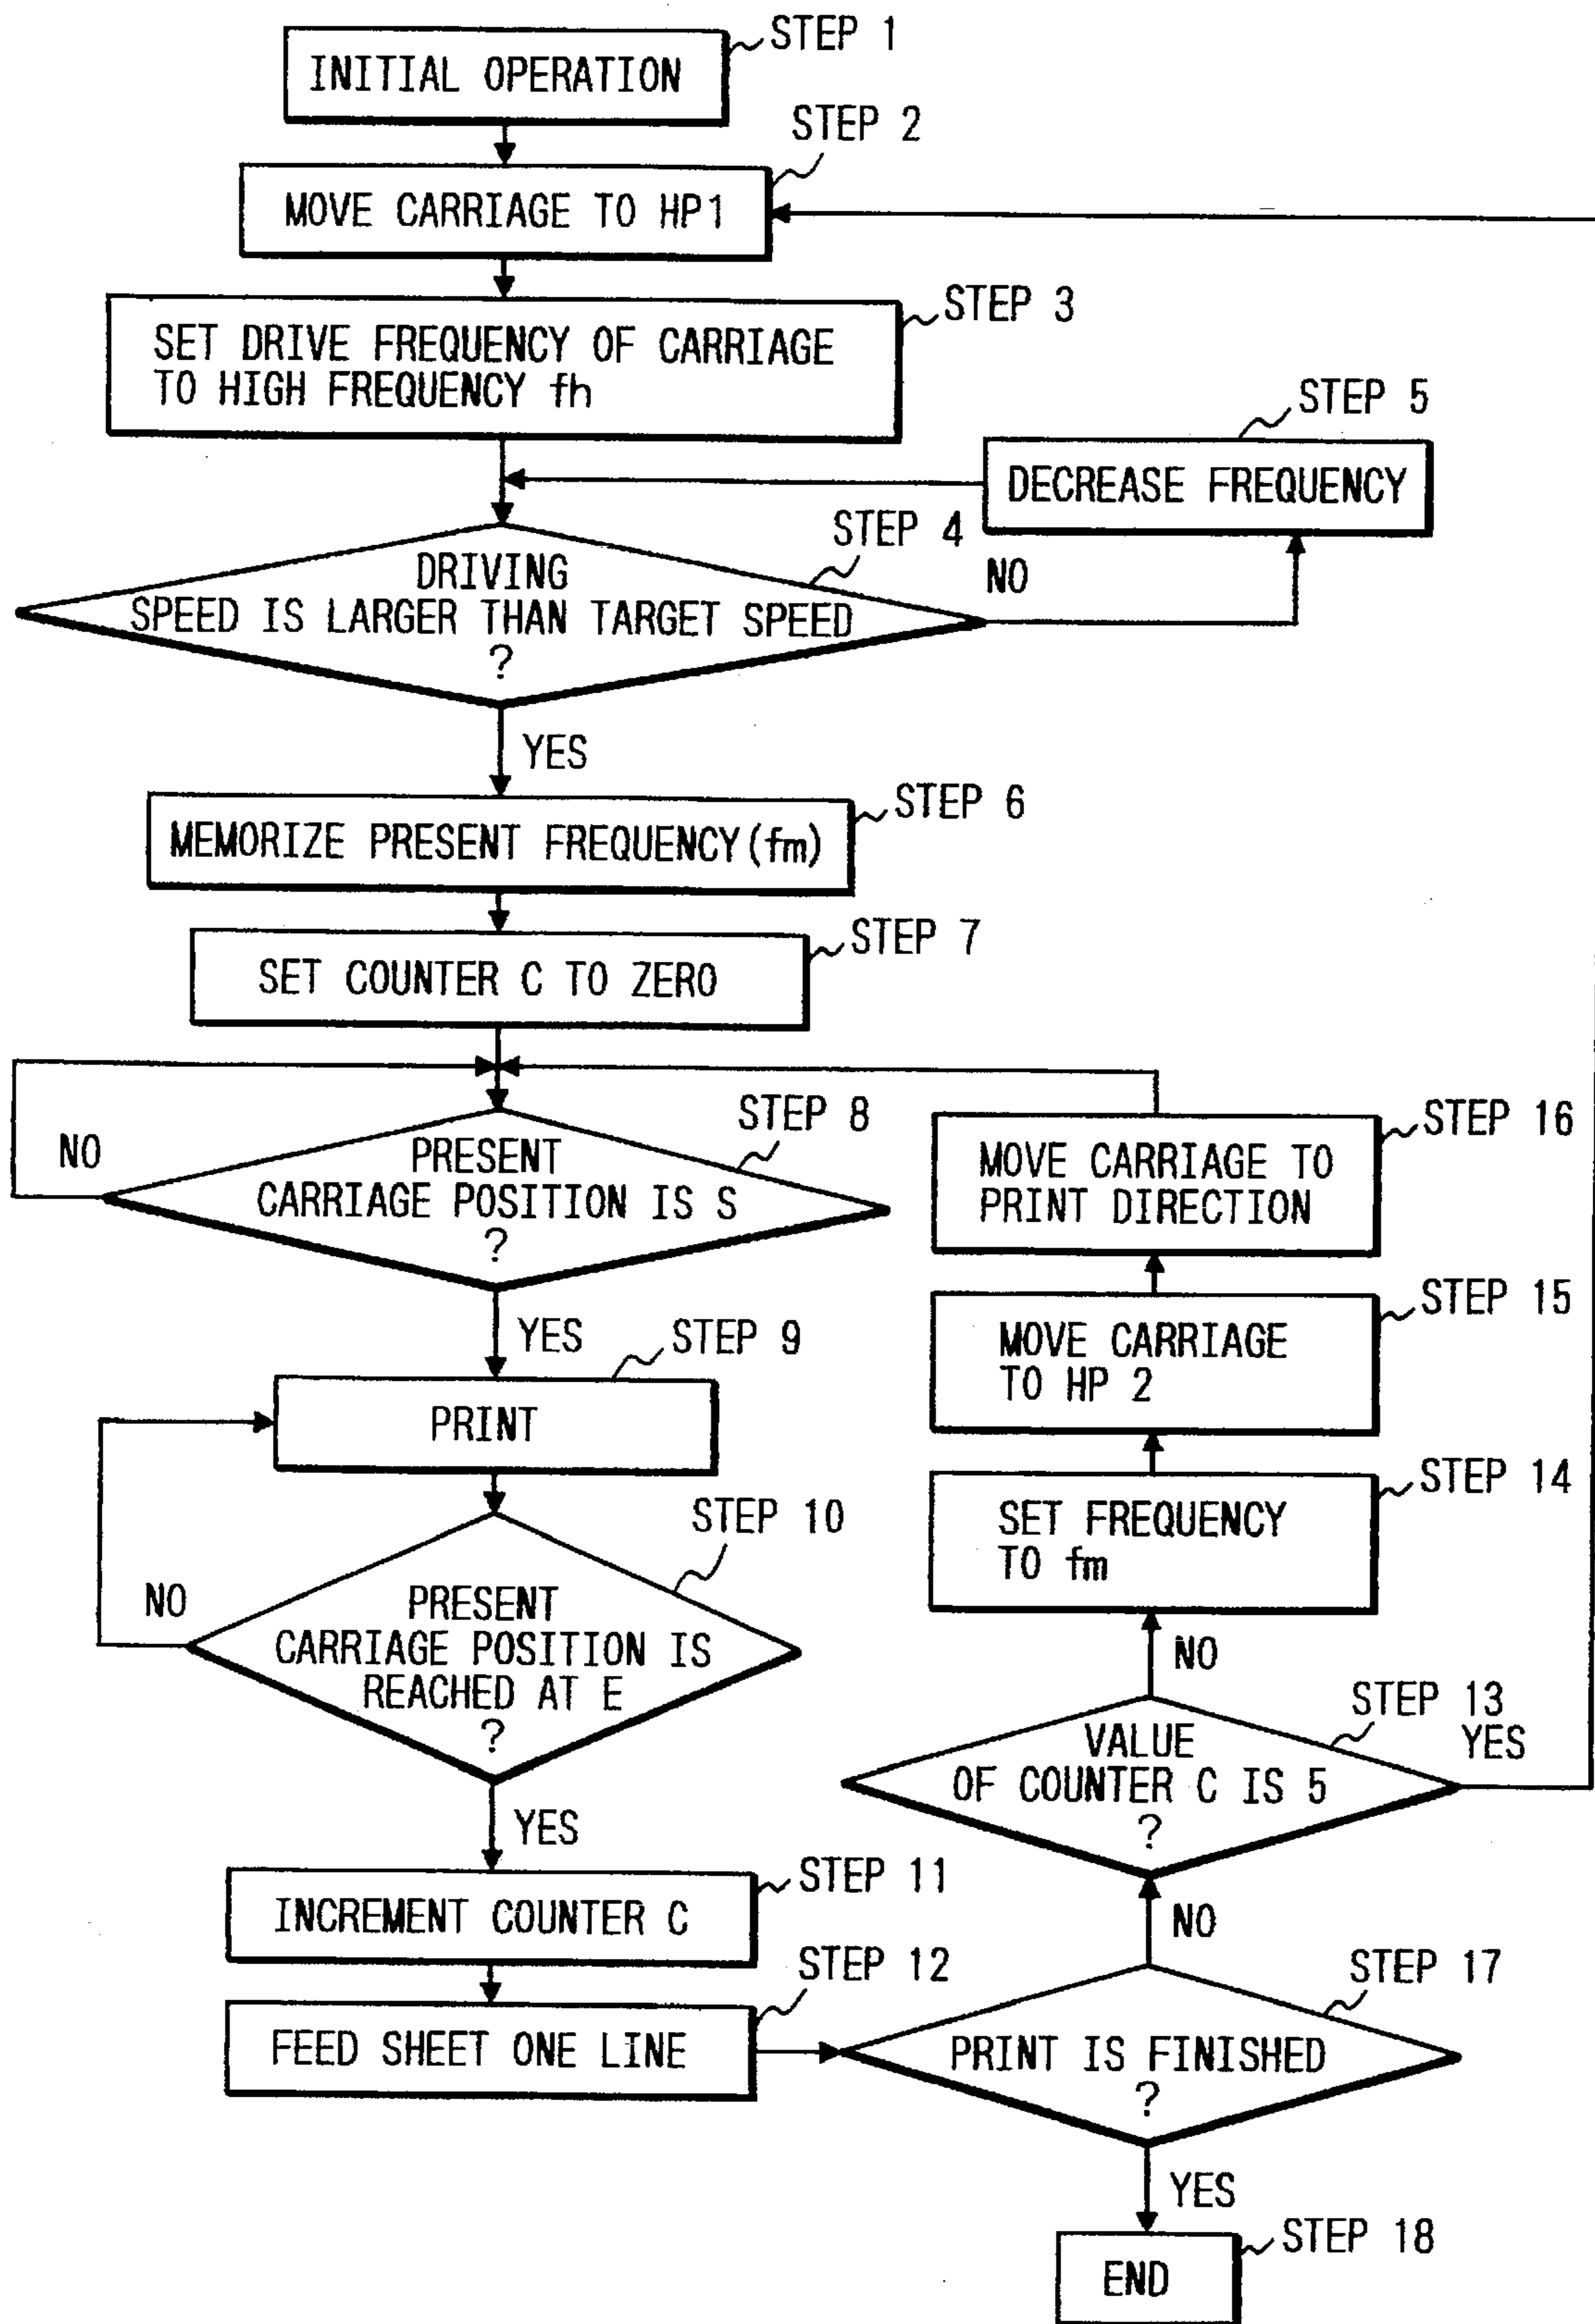 STEP 1
INITIAL OPERATION
STEP 2
MOVE CARRIAGE TO HP1
STEP 3
SET DRIVE FREQUENCY OF CARRIAGE
TO HIGH FREQUENCY fh
STEP 5
DECREASE FREQUENCY
STEP 4
DRIVING
SPEED IS LARGER THAN TARGET SPEED
?
NO
YES
STEP 6
MEMORIZE PRESENT FREQUENCY(fm)
STEP 7
SET COUNTER C TO ZERO
STEP 8
NO
PRESENT
CARRIAGE POSITION IS S
?
YES
STEP 9
PRINT
STEP 10
NO
PRESENT
CARRIAGE POSITION IS
REACHED AT E
?
YES
STEP 11
INCREMENT COUNTER C
STEP 12
FEED SHEET ONE LINE
STEP 16
MOVE CARRIAGE TO
PRINT DIRECTION
STEP 15
MOVE CARRIAGE
TO HP 2
STEP 14
SET FREQUENCY
TO fm
NO
STEP 13
YES
VALUE
OF COUNTER C IS 5
?
NO
STEP 17
PRINT IS FINISHED
?
YES
STEP 18
END